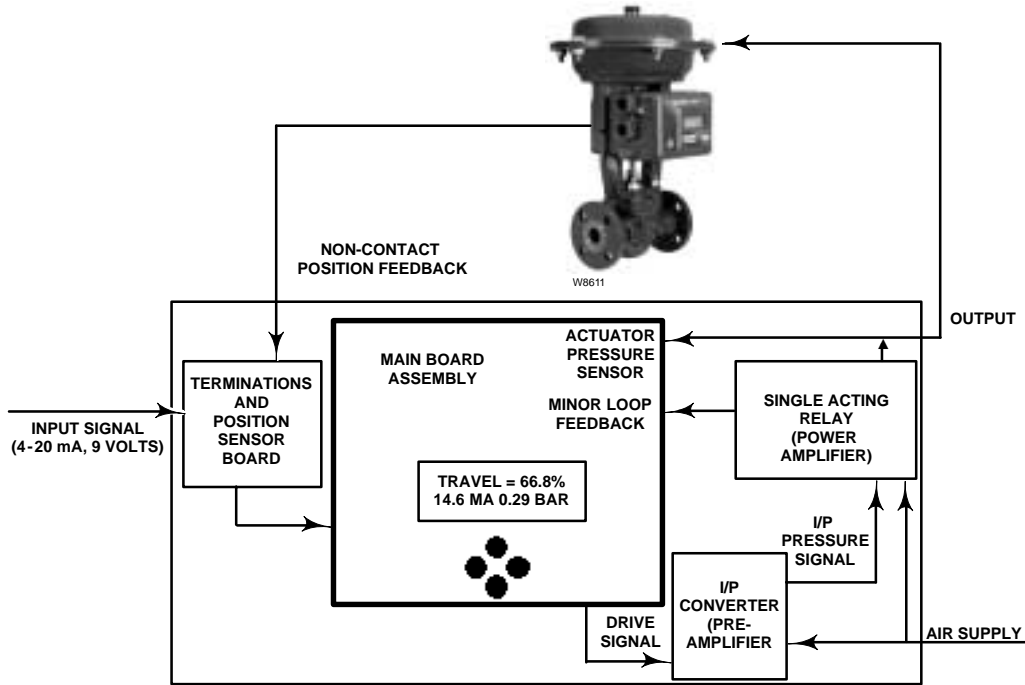 W8611
NON-CONTACT
POSITION FEEDBACK
OUTPUT
ACTUATOR
PRESSURE
SENSOR
MAIN BOARD
ASSEMBLY
TERMINATIONS
AND
POSITION
SENSOR
BOARD
MINOR LOOP
FEEDBACK
SINGLE ACTING
RELAY
(POWER
AMPLIFIER)
INPUT SIGNAL
(4-20 mA, 9 VOLTS)
TRAVEL = 66.8%
14.6 MA 0.29 BAR
I/P
PRESSURE
SIGNAL
I/P
CONVERTER
(PRE-
AMPLIFIER
DRIVE
SIGNAL
AIR SUPPLY